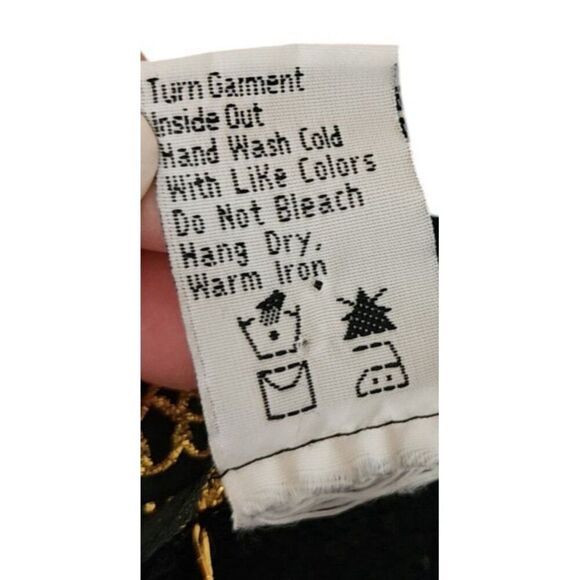 Turn Garment
Inside Out
Hand Wash Cold
With Like Colors
Do Not Bleach
Hang Dry,
Warm Iron